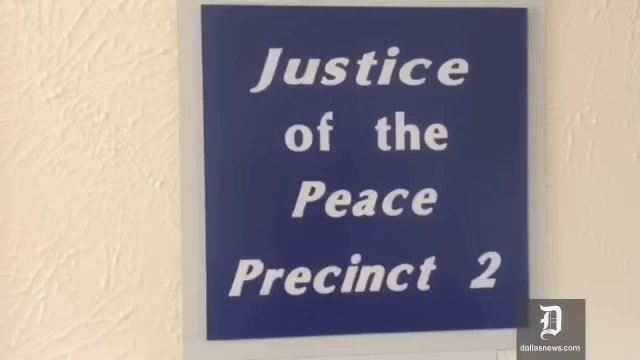 Justice
of the
Peace
Precinct 2
D
dallasnews.com